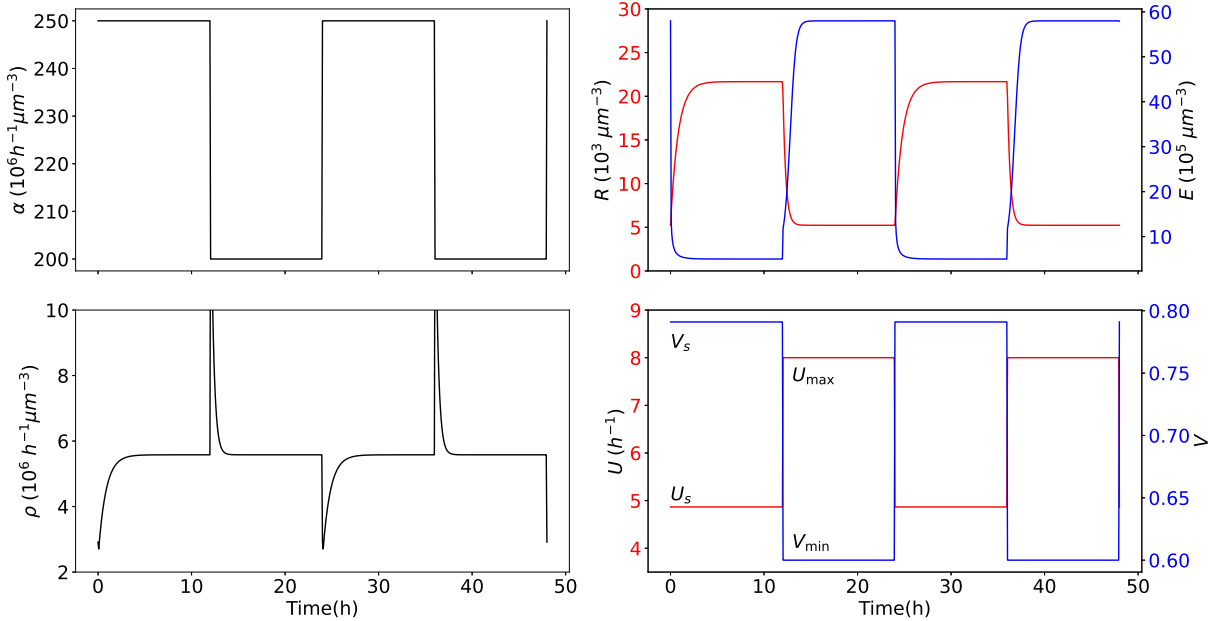 α (10⁶h⁻¹μm⁻³)
250
240
230
220
210
200
R (10³ μm⁻³)
30
25
20
15
10
5
0
E (10⁵ μm⁻³)
60
50
40
30
20
10
ρ (10⁶ h⁻¹μm⁻³)
10
8
6
4
2
0 10 20 30 40 50
Time(h)
U (h⁻¹)
9
8
7
6
5
4
V
0.80
0.75
0.70
0.65
0.60
Vₛ
U_max
Uₛ
V_min
0 10 20 30 40 50
Time(h)